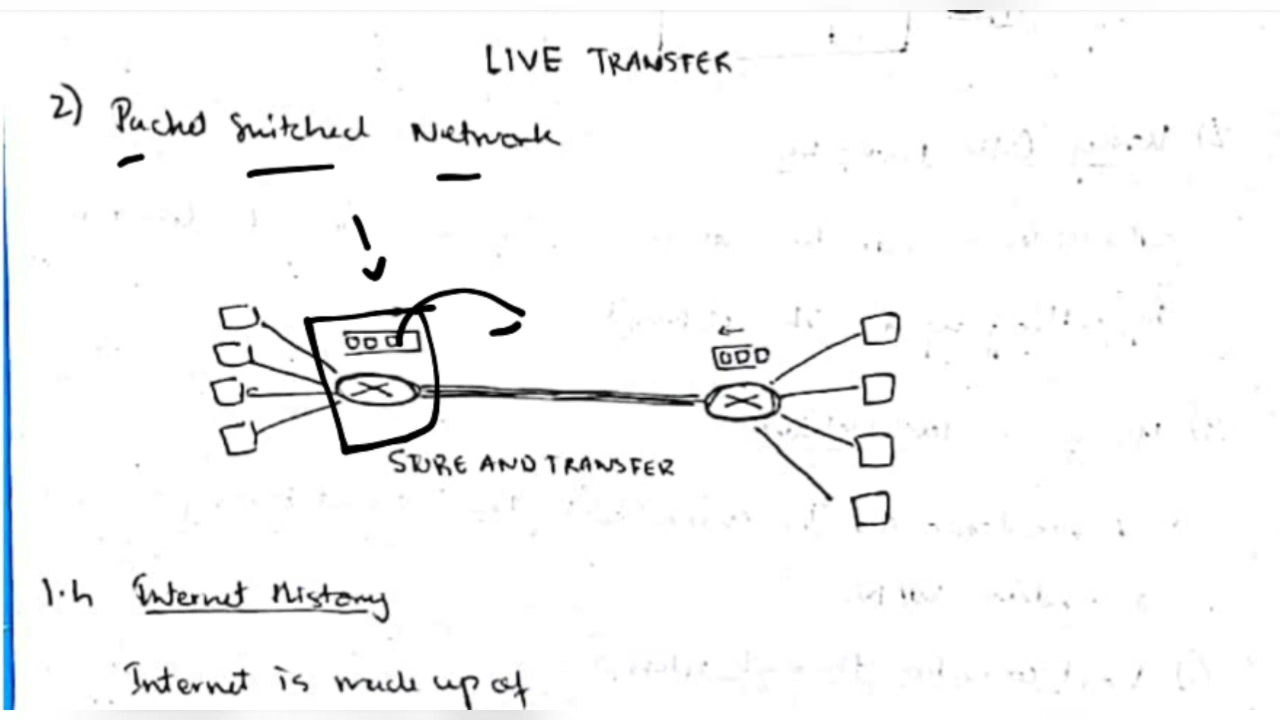 LIVE TRANSFER
2) Packet Switched Network
STORE AND TRANSFER
1.4 Internet History
Internet is made up of